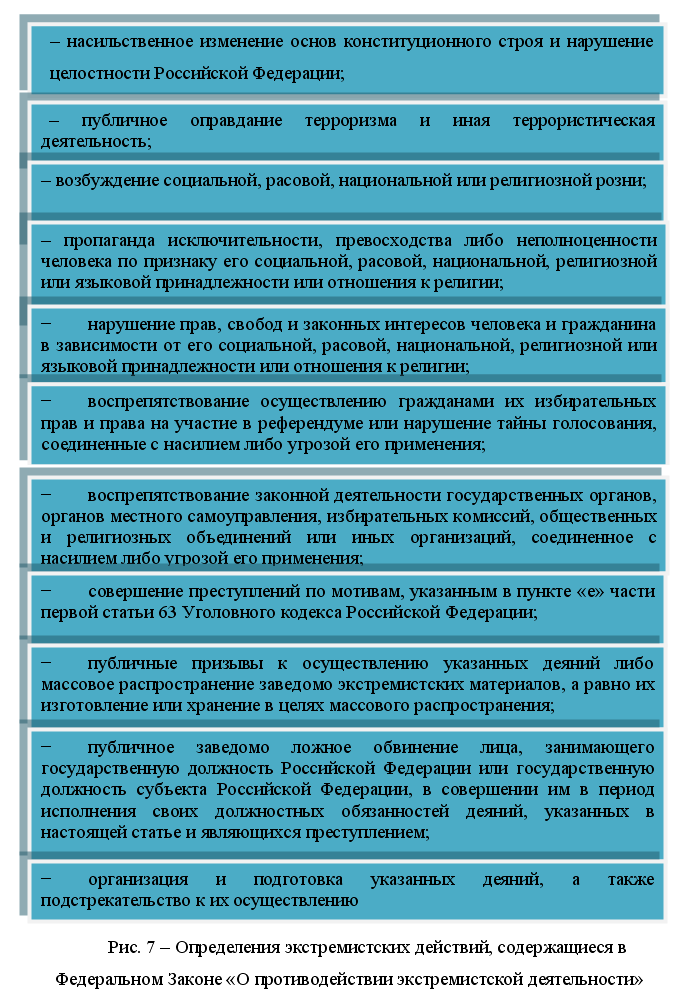 – насильственное изменение основ конституционного строя и нарушение
целостности Российской Федерации;
– публичное оправдание терроризма и иная террористическая
деятельность;
– возбуждение социальной, расовой, национальной или религиозной розни;
– пропаганда исключительности, превосходства либо неполноценности
человека по признаку его социальной, расовой, национальной, религиозной
или языковой принадлежности или отношения к религии;
– нарушение прав, свобод и законных интересов человека и гражданина
в зависимости от его социальной, расовой, национальной, религиозной или
языковой принадлежности или отношения к религии;
– воспрепятствование осуществлению гражданами их избирательных
прав и права на участие в референдуме или нарушение тайны голосования,
соединенные с насилием либо угрозой его применения;
– воспрепятствование законной деятельности государственных органов,
органов местного самоуправления, избирательных комиссий, общественных
и религиозных объединений или иных организаций, соединенное с
насилием либо угрозой его применения;
– совершение преступлений по мотивам, указанным в пункте «е» части
первой статьи 63 Уголовного кодекса Российской Федерации;
– публичные призывы к осуществлению указанных деяний либо
массовое распространение заведомо экстремистских материалов, а равно их
изготовление или хранение в целях массового распространения;
– публичное заведомо ложное обвинение лица, занимающего
государственную должность Российской Федерации или государственную
должность субъекта Российской Федерации, в совершении им в период
исполнения своих должностных обязанностей деяний, указанных в
настоящей статье и являющихся преступлением;
– организация и подготовка указанных деяний, а также
подстрекательство к их осуществлению
Рис. 7 – Определения экстремистских действий, содержащиеся в
Федеральном Законе «О противодействии экстремистской деятельности»